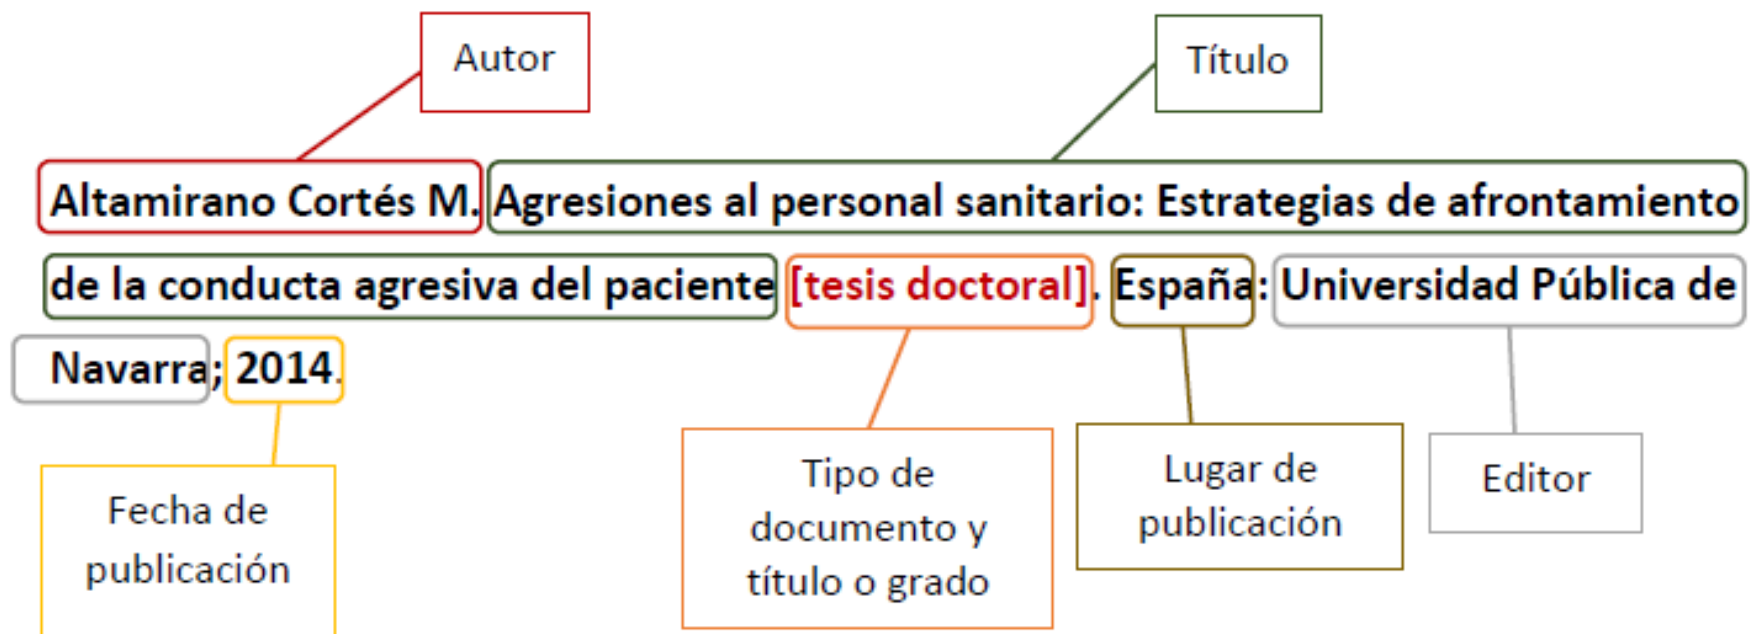 Autor
Título
Altamirano Cortés M. Agresiones al personal sanitario: Estrategias de afrontamiento
de la conducta agresiva del paciente [tesis doctoral]. España: Universidad Pública de
Navarra; 2014.
Fecha de
publicación
Tipo de
documento y
título o grado
Lugar de
publicación
Editor